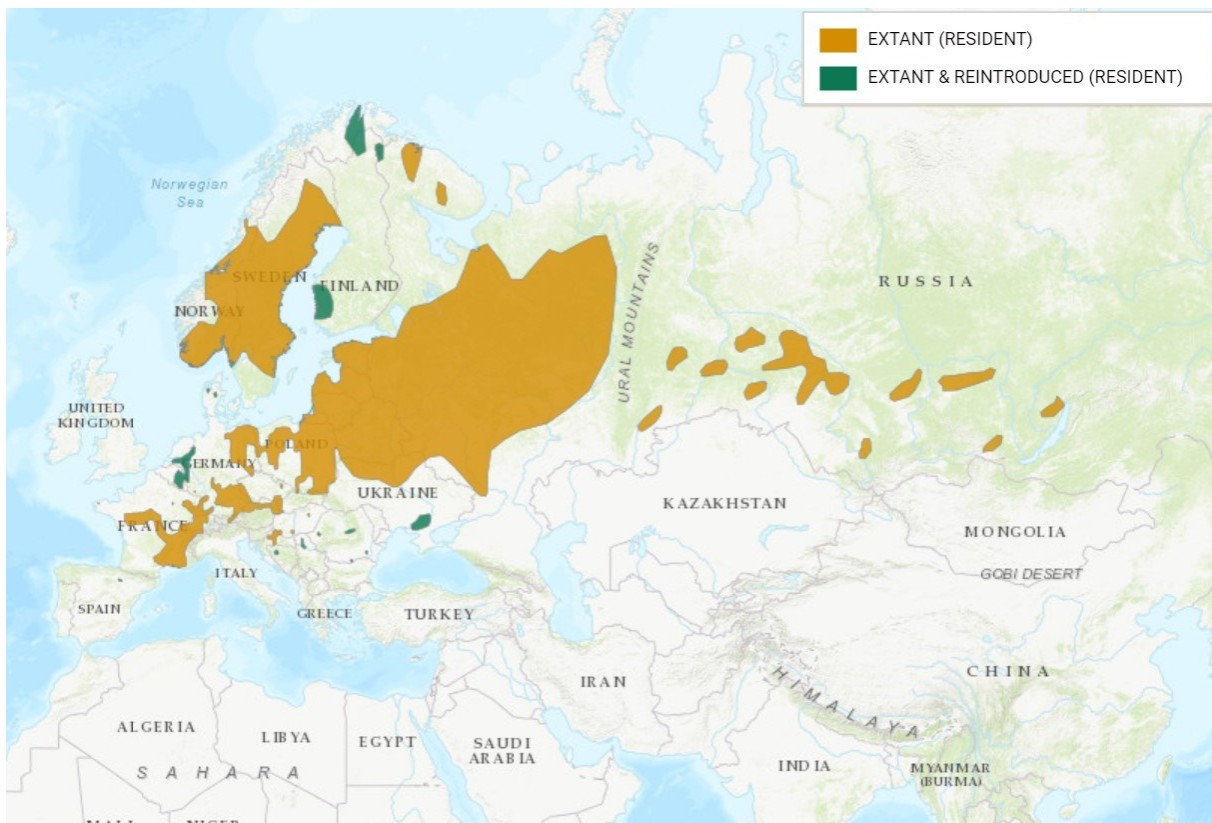 EXTANT (RESIDENT)
EXTANT & REINTRODUCED (RESIDENT)
Norwegian
Sea
SWEDEN
FINLAND
NORWAY
RUSSIA
URAL MOUNTAINS
UNITED
KINGDOM
POLAND
GERMANY
UKRAINE
KAZAKHSTAN
FRANCE
MONGOLIA
ITALY
GOBI DESERT
SPAIN
GREECE
TURKEY
CHINA
IRAN
HIMALAYA
ALGERIA
LIBYA
EGYPT
SAUDI
ARABIA
SAHARA
INDIA
MYANMAR
(BURMA)
MALI
NIGER